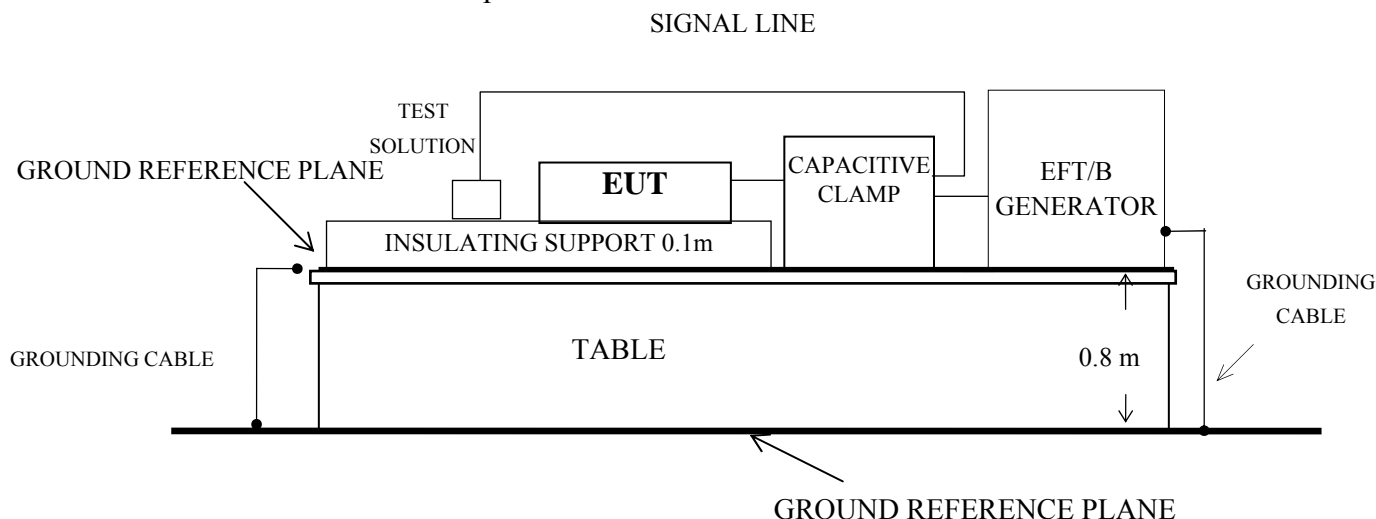 SIGNAL LINE
TEST
SOLUTION
GROUND REFERENCE PLANE
EUT
CAPACITIVE
CLAMP
EFT/B
GENERATOR
INSULATING SUPPORT 0.1m
GROUNDING
CABLE
GROUNDING CABLE
TABLE
0.8 m
GROUND REFERENCE PLANE